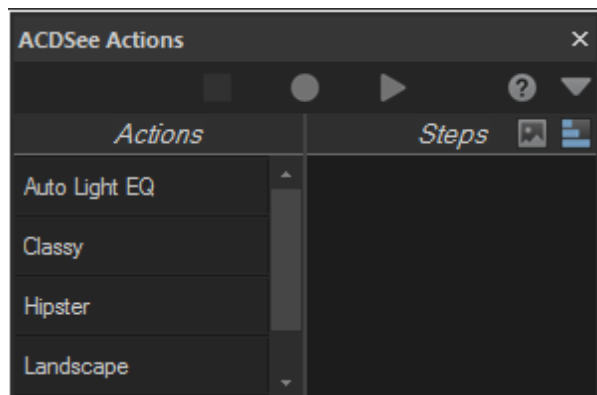 ACDSee Actions
Actions Steps
Auto Light EQ
Classy
Hipster
Landscape